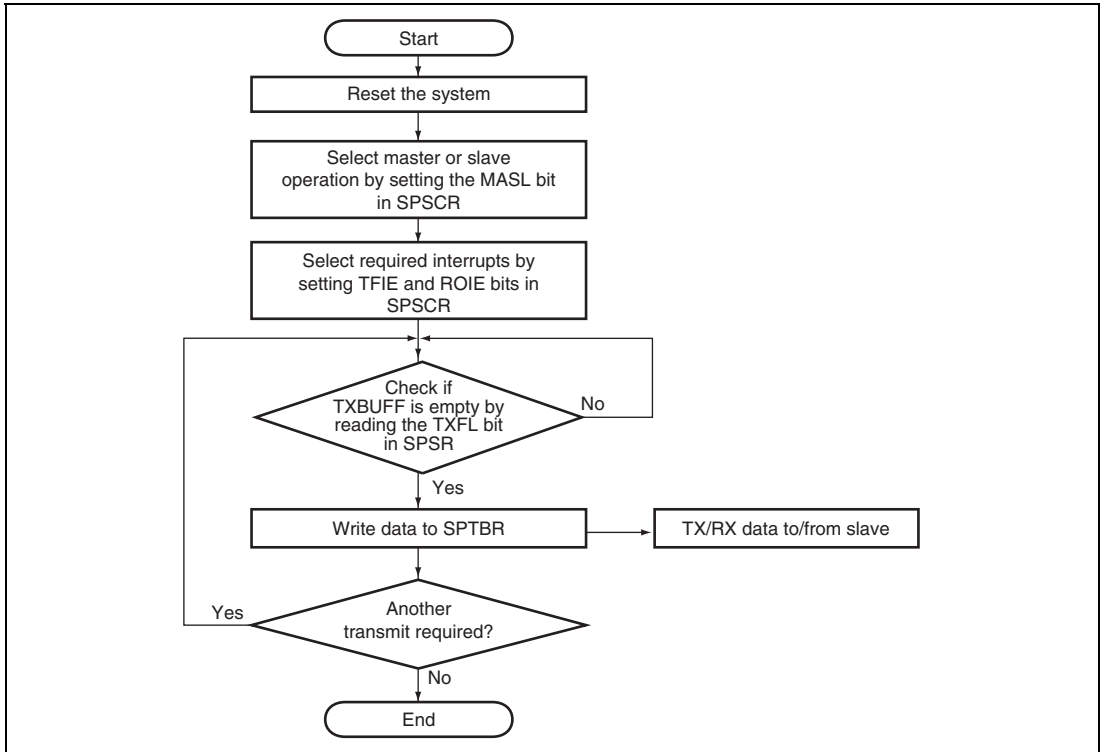 Start
Reset the system
Select master or slave
operation by setting the MASL bit
in SPSCR
Select required interrupts by
setting TFIE and ROIE bits in
SPSCR
Check if
TXBUFF is empty by
reading the TXFL bit
in SPSR
No
Yes
Write data to SPTBR
TX/RX data to/from slave
Yes
Another
transmit required?
No
End